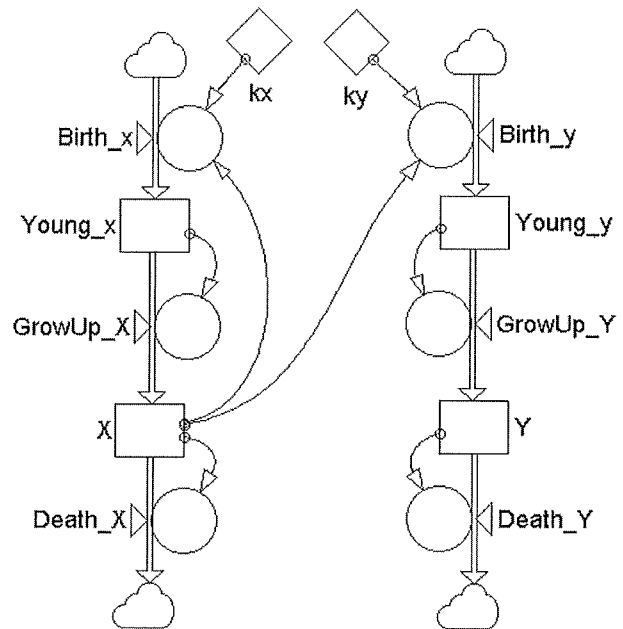 kx
ky
Birth_x
Birth_y
Young_x
Young_y
GrowUp_X
GrowUp_Y
X
Y
Death_X
Death_Y